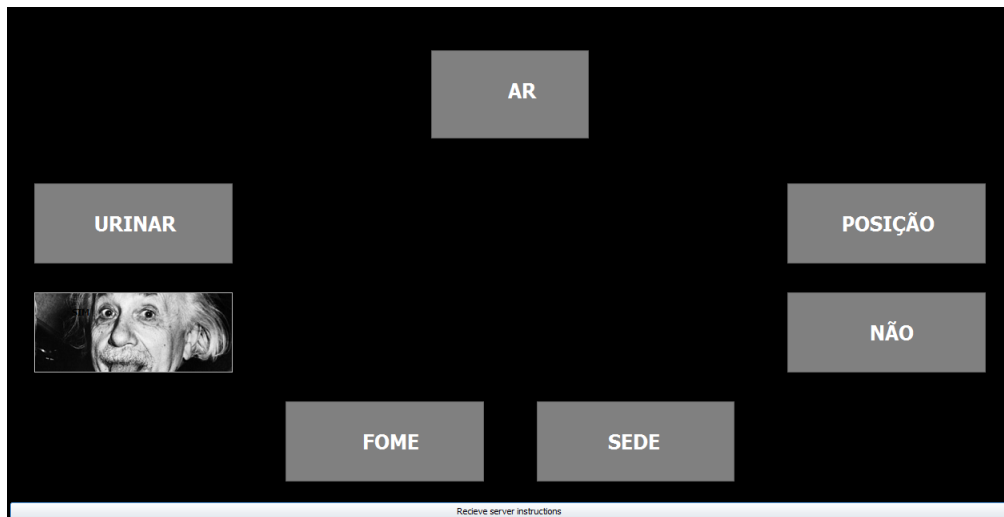 AR
URINAR
POSIÇÃO
NÃO
FOME
SEDE
Recieve server instructions